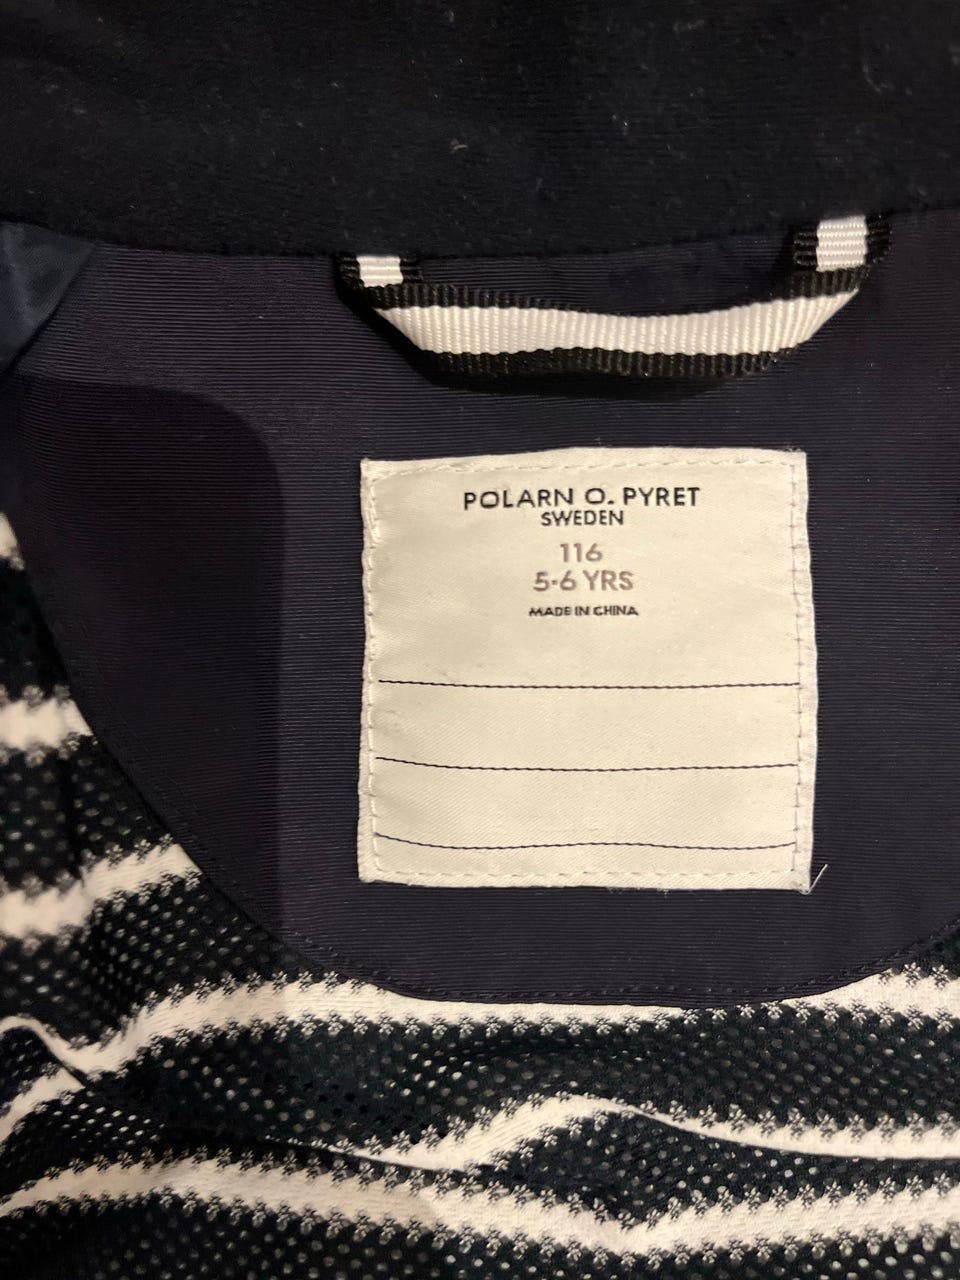 POLARN O. PYRET
SWEDEN
116
5-6 YRS
MADE IN CHINA